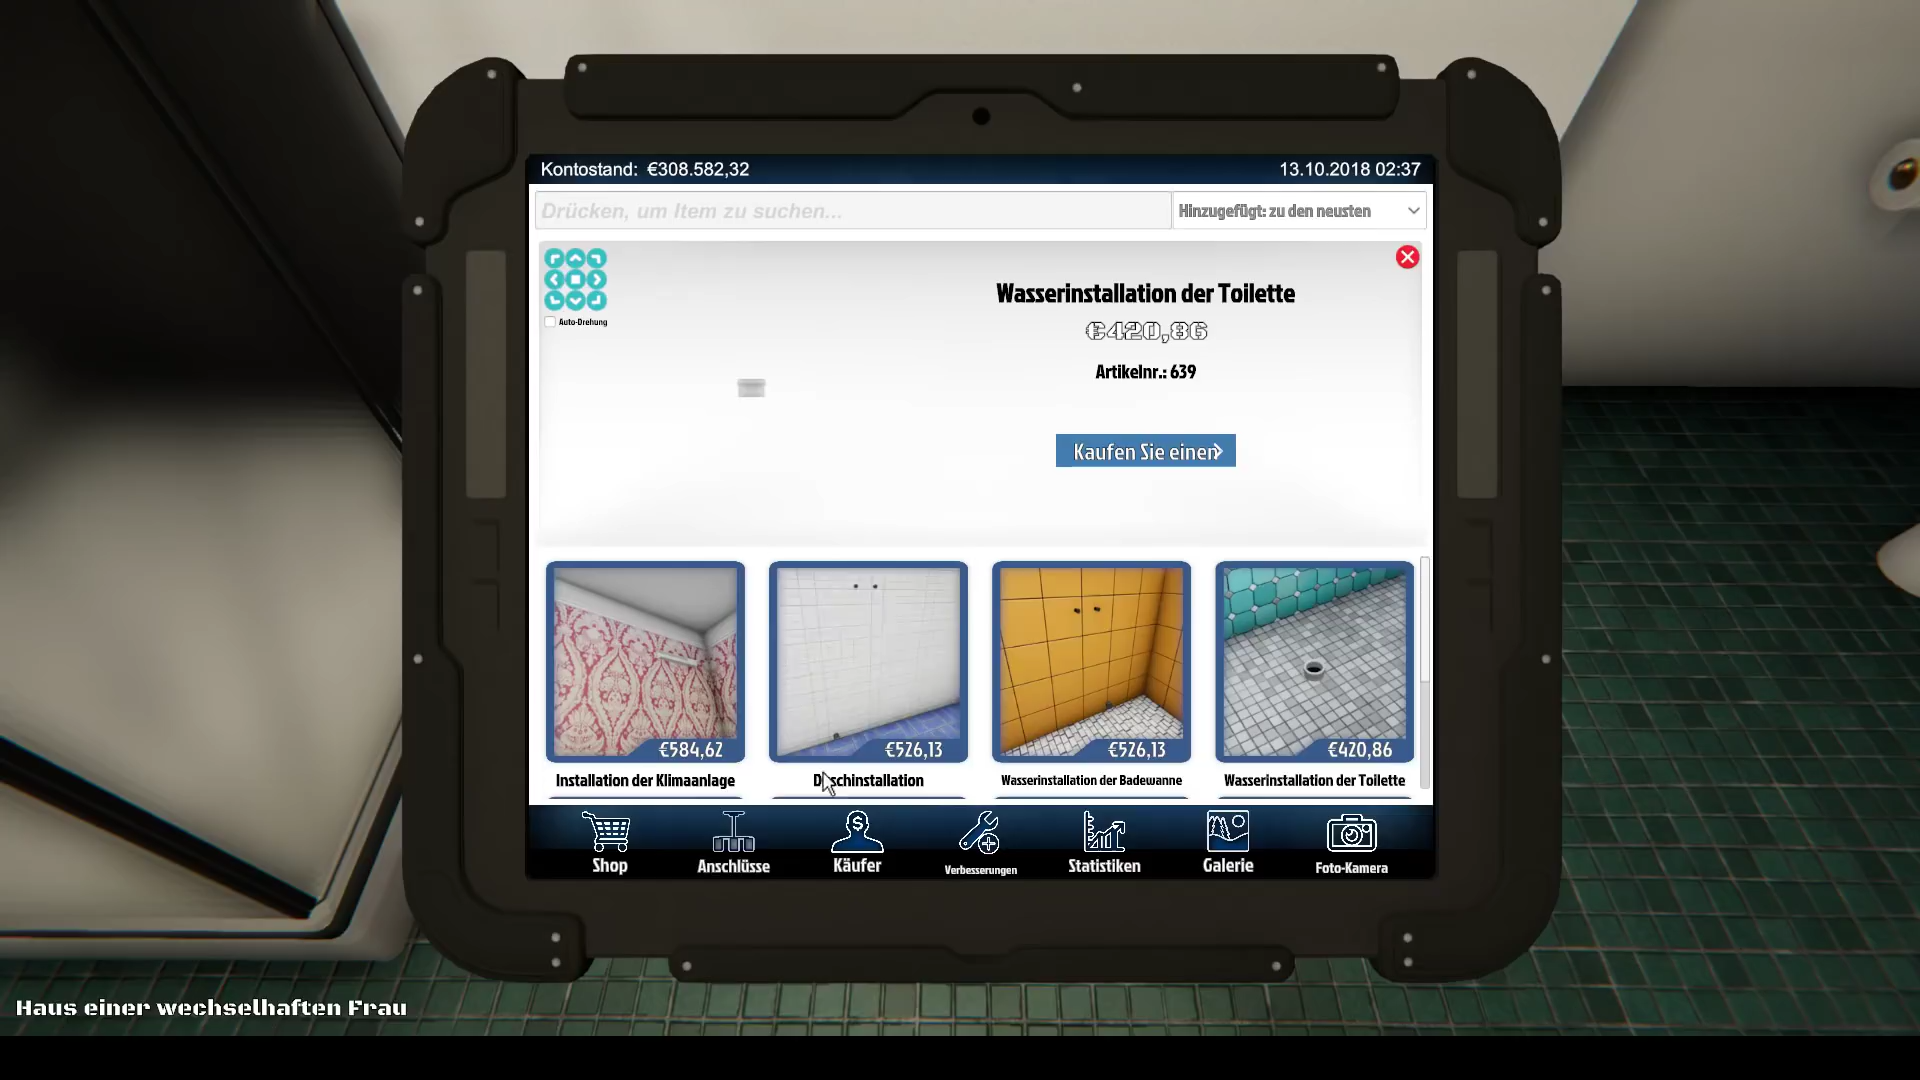 Kontostand: €308.582,32
13.10.2018 02:37
Drücken, um Item zu suchen...
Hinzugefügt: zu den neusten
Auto-Drehung
Wasserinstallation der Toilette
€420,86
Artikelnr.: 639
Kaufen Sie einen
€584,62
€526,13
€526,13
€420,86
Installation der Klimaanlage
Duschinstallation
Wasserinstallation der Badewanne
Wasserinstallation der Toilette
Shop
Anschlüsse
Käufer
Verbesserungen
Statistiken
Galerie
Foto-Kamera
Haus einer wechselhaften Frau